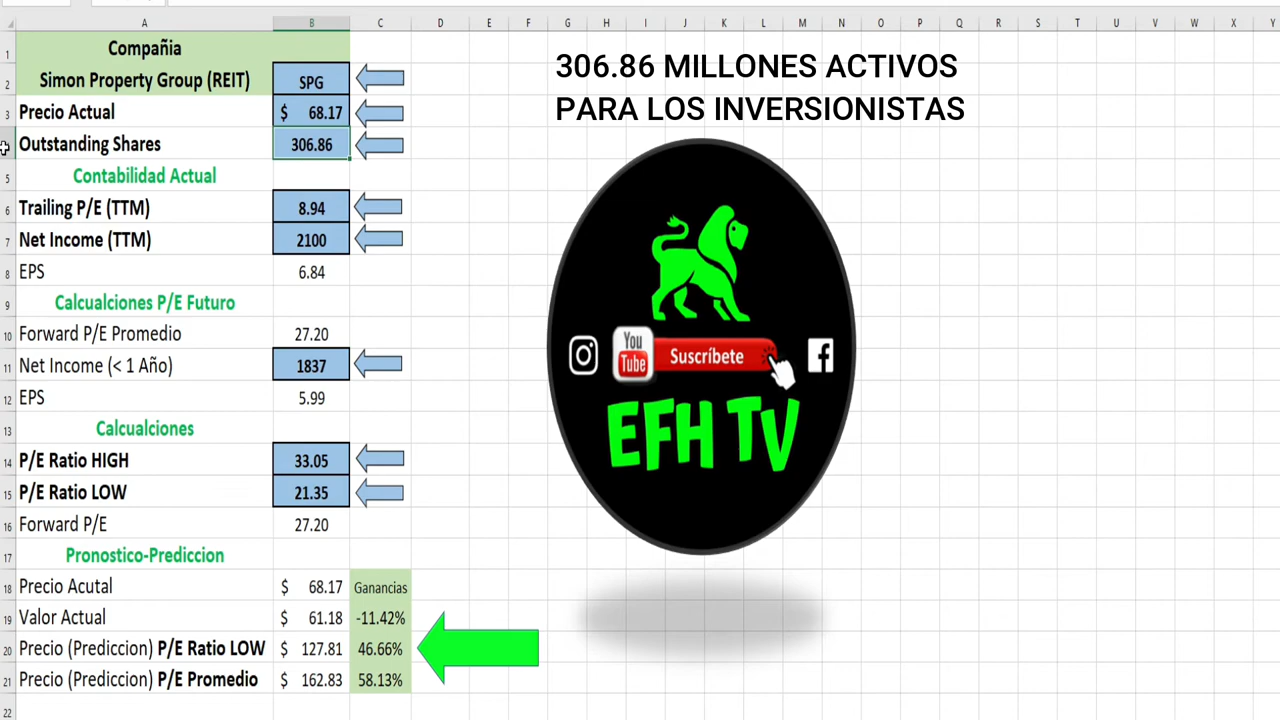 A B C D E F G H I J K L M N O P Q R S T U V W X Y
1 Compañia
2 Simon Property Group (REIT) SPG
3 Precio Actual $ 68.17
Outstanding Shares 306.86
5 Contabilidad Actual
6 Trailing P/E (TTM) 8.94
7 Net Income (TTM) 2100
8 EPS 6.84
9 Calcualciones P/E Futuro
10 Forward P/E Promedio 27.20
11 Net Income (< 1 Año) 1837
12 EPS 5.99
13 Calcualciones
14 P/E Ratio HIGH 33.05
15 P/E Ratio LOW 21.35
16 Forward P/E 27.20
17 Pronostico-Prediccion
18 Precio Acutal $ 68.17 Ganancias
19 Valor Actual $ 61.18 -11.42%
20 Precio (Prediccion) P/E Ratio LOW $ 127.81 46.66%
21 Precio (Prediccion) P/E Promedio $ 162.83 58.13%
22
306.86 MILLONES ACTIVOS
PARA LOS INVERSIONISTAS
You
Tube
Suscríbete
EFH TV